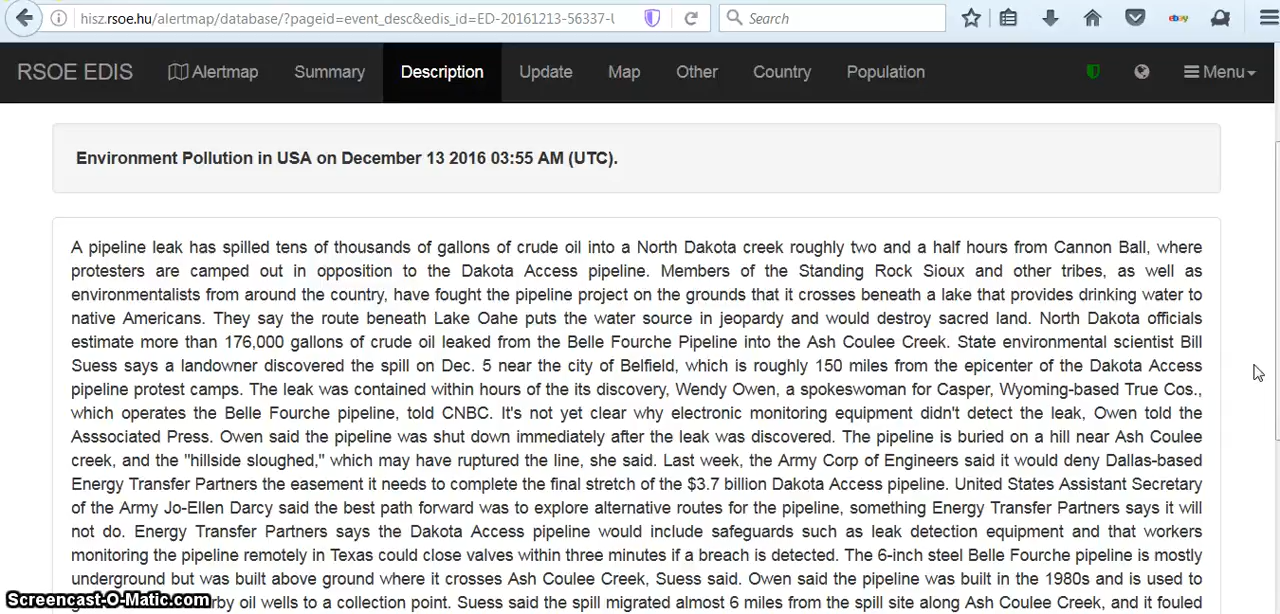 hisz.rsoe.hu/alertmap/database/?pageid=event_desc&edis_id=ED-20161213-56337-U
Search
ebay
RSOE EDIS Alertmap Summary Description Update Map Other Country Population Menu
Environment Pollution in USA on December 13 2016 03:55 AM (UTC).
A pipeline leak has spilled tens of thousands of gallons of crude oil into a North Dakota creek roughly two and a half hours from Cannon Ball, where
protesters are camped out in opposition to the Dakota Access pipeline. Members of the Standing Rock Sioux and other tribes, as well as
environmentalists from around the country, have fought the pipeline project on the grounds that it crosses beneath a lake that provides drinking water to
native Americans. They say the route beneath Lake Oahe puts the water source in jeopardy and would destroy sacred land. North Dakota officials
estimate more than 176,000 gallons of crude oil leaked from the Belle Fourche Pipeline into the Ash Coulee Creek. State environmental scientist Bill
Suess says a landowner discovered the spill on Dec. 5 near the city of Belfield, which is roughly 150 miles from the epicenter of the Dakota Access
pipeline protest camps. The leak was contained within hours of the its discovery, Wendy Owen, a spokeswoman for Casper, Wyoming-based True Cos.,
which operates the Belle Fourche pipeline, told CNBC. It's not yet clear why electronic monitoring equipment didn't detect the leak, Owen told the
Asssociated Press. Owen said the pipeline was shut down immediately after the leak was discovered. The pipeline is buried on a hill near Ash Coulee
creek, and the "hillside sloughed," which may have ruptured the line, she said. Last week, the Army Corp of Engineers said it would deny Dallas-based
Energy Transfer Partners the easement it needs to complete the final stretch of the $3.7 billion Dakota Access pipeline. United States Assistant Secretary
of the Army Jo-Ellen Darcy said the best path forward was to explore alternative routes for the pipeline, something Energy Transfer Partners says it will
not do. Energy Transfer Partners says the Dakota Access pipeline would include safeguards such as leak detection equipment and that workers
monitoring the pipeline remotely in Texas could close valves within three minutes if a breach is detected. The 6-inch steel Belle Fourche pipeline is mostly
underground but was built above ground where it crosses Ash Coulee Creek, Suess said. Owen said the pipeline was built in the 1980s and is used to
oil wells to a collection point. Suess said the spill migrated almost 6 miles from the spill site along Ash Coulee Creek, and it fouled
Screencast-O-Matic.com